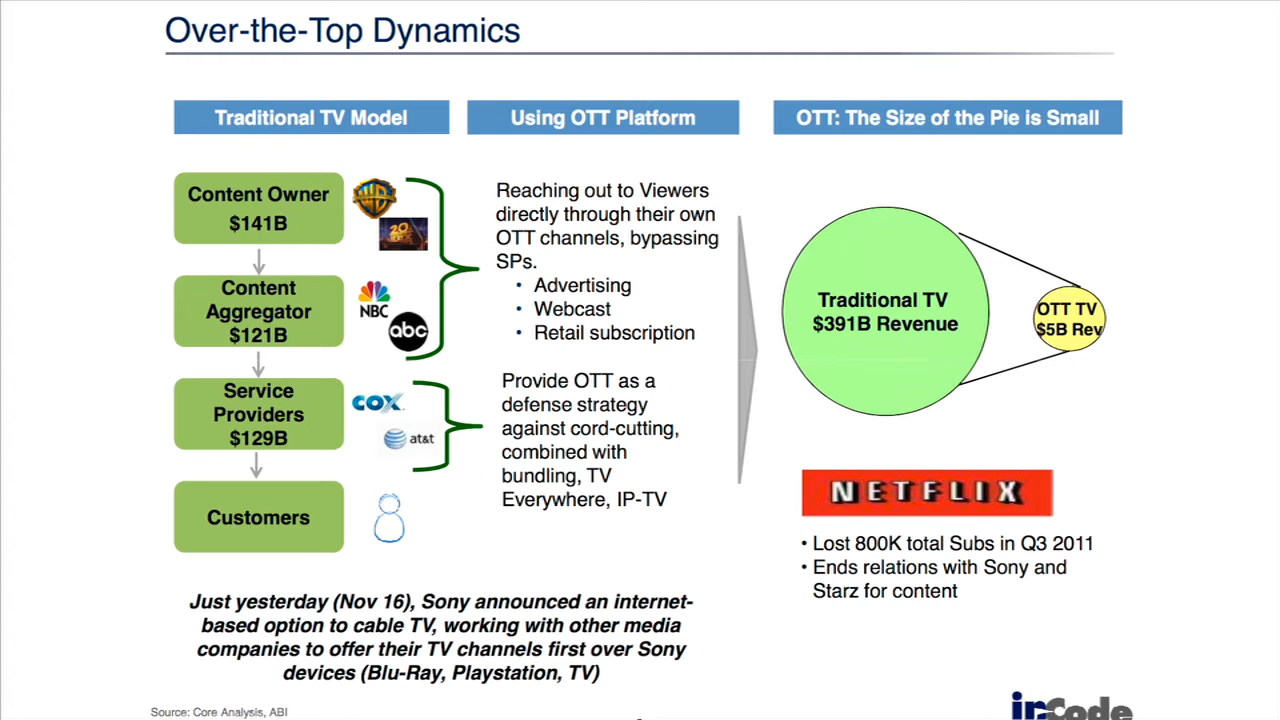 Over-the-Top Dynamics
Traditional TV Model
Using OTT Platform
OTT: The Size of the Pie is Small
Content Owner
$141B
Content
Aggregator
$121B
Service
Providers
$129B
Customers
20
NBC
abc
COX
at&t
Reaching out to Viewers
directly through their own
OTT channels, bypassing
SPs.
• Advertising
• Webcast
• Retail subscription
Provide OTT as a
defense strategy
against cord-cutting,
combined with
bundling, TV
Everywhere, IP-TV
Traditional TV
$391B Revenue
OTT TV
$5B Rev
NETFLIX
• Lost 800K total Subs in Q3 2011
• Ends relations with Sony and
Starz for content
Just yesterday (Nov 16), Sony announced an internet-
based option to cable TV, working with other media
companies to offer their TV channels first over Sony
devices (Blu-Ray, Playstation, TV)
Source: Core Analysis, ABI
inCode